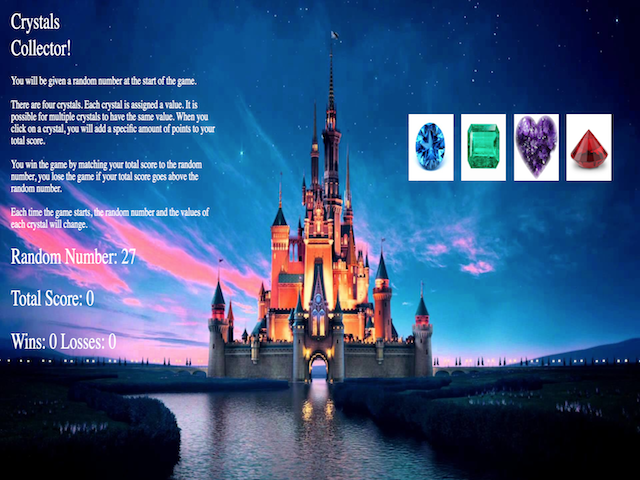 Crystals
Collector!
You will be given a random number at the start of the game.
There are four crystals. Each crystal is assigned a value. It is
possible for multiple crystals to have the same value. When you
click on a crystal, you will add a specific amount of points to your
total score.
You win the game by matching your total score to the random
number, you lose the game if your total score goes above the
random number.
Each time the game starts, the random number and the values of
each crystal will change.
Random Number: 27
Total Score: 0
Wins: 0 Losses: 0